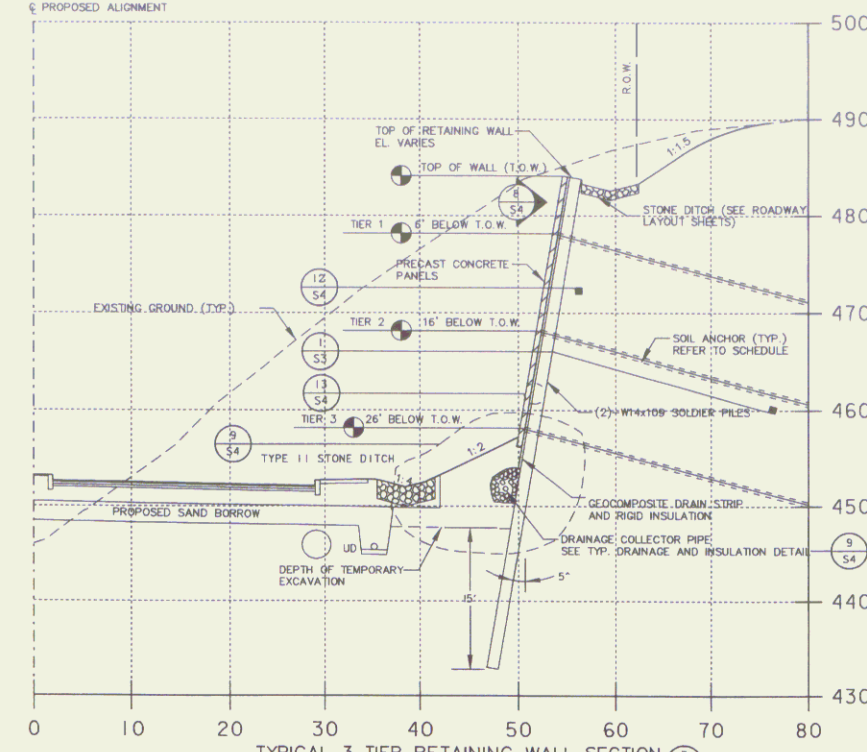 ℄ PROPOSED ALIGNMENT
500
R.O.W.
490
TOP OF RETAINING WALL
EL. VARIES
1:1.5
TOP OF WALL (T.O.W.)
8
S4
STONE DITCH (SEE ROADWAY
LAYOUT SHEETS)
480
TIER 1 6' BELOW T.O.W.
PRECAST CONCRETE
PANELS
12
S4
470
EXISTING GROUND (TYP.)
TIER 2 16' BELOW T.O.W.
SOIL ANCHOR (TYP.)
REFER TO SCHEDULE
S3
13
S4
460
(2)-W14x109 SOLDIER PILES
TIER 3 26' BELOW T.O.W.
9
S4
TYPE II STONE DITCH
1:2
GEOCOMPOSITE DRAIN STRIP
AND RIGID INSULATION
450
PROPOSED SAND BORROW
DRAINAGE COLLECTOR PIPE
SEE TYP. DRAINAGE AND INSULATION DETAIL
9
S4
UD
DEPTH OF TEMPORARY
EXCAVATION
5°
15'
440
430
0 10 20 30 40 50 60 70 80
TYPICAL 3 TIER RETAINING WALL SECTION